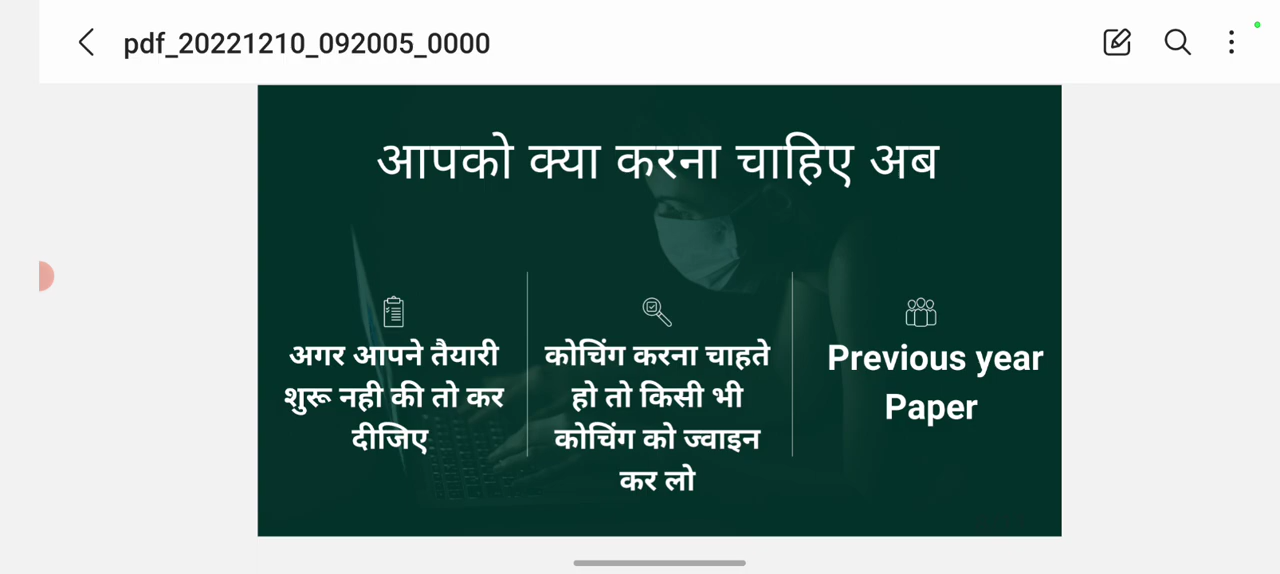 pdf_20221210_092005_0000
आपको क्या करना चाहिए अब
अगर आपने तैयारी
शुरू नही की तो कर
दीजिए
कोचिंग करना चाहते
हो तो किसी भी
कोचिंग को ज्वाइन
कर लो
Previous year
Paper